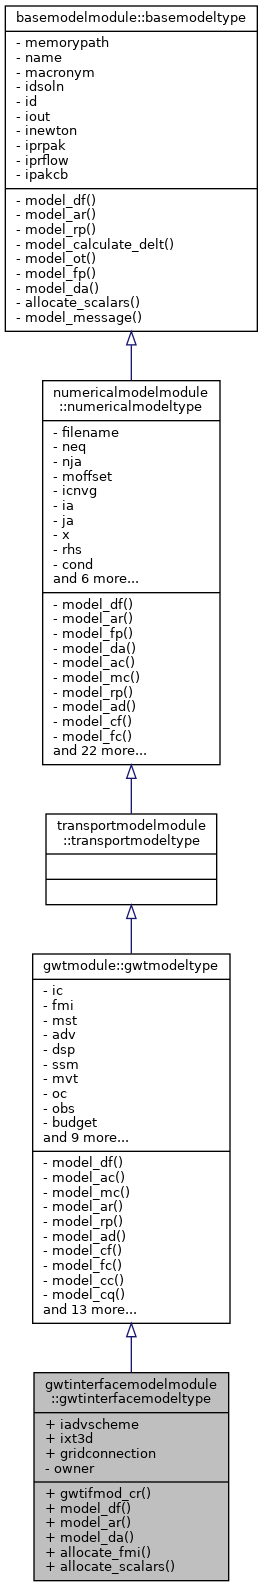 basemodelmodule::basemodeltype
- memorypath
- name
- macronym
- idsoln
- id
- iout
- inewton
- iprpak
- iprflow
- ipakcb
- model_df()
- model_ar()
- model_rp()
- model_calculate_delt()
- model_ot()
- model_fp()
- model_da()
- allocate_scalars()
- model_message()
numericalmodelmodule
::numericalmodeltype
- filename
- neq
- nja
- moffset
- icnvg
- ia
- ja
- x
- rhs
- cond
and 6 more...
- model_df()
- model_ar()
- model_fp()
- model_da()
- model_ac()
- model_mc()
- model_rp()
- model_ad()
- model_cf()
- model_fc()
and 22 more...
transportmodelmodule
::transportmodeltype
gwtmodule::gwtmodeltype
- ic
- fmi
- mst
- adv
- dsp
- ssm
- mvt
- oc
- obs
- budget
and 9 more...
- model_df()
- model_ac()
- model_mc()
- model_ar()
- model_rp()
- model_ad()
- model_cf()
- model_fc()
- model_cc()
- model_cq()
and 13 more...
gwtinterfacemodelmodule
::gwtinterfacemodeltype
+ iadvscheme
+ ixt3d
+ gridconnection
- owner
+ gwtifmod_cr()
+ model_df()
+ model_ar()
+ model_da()
+ allocate_fmi()
+ allocate_scalars()